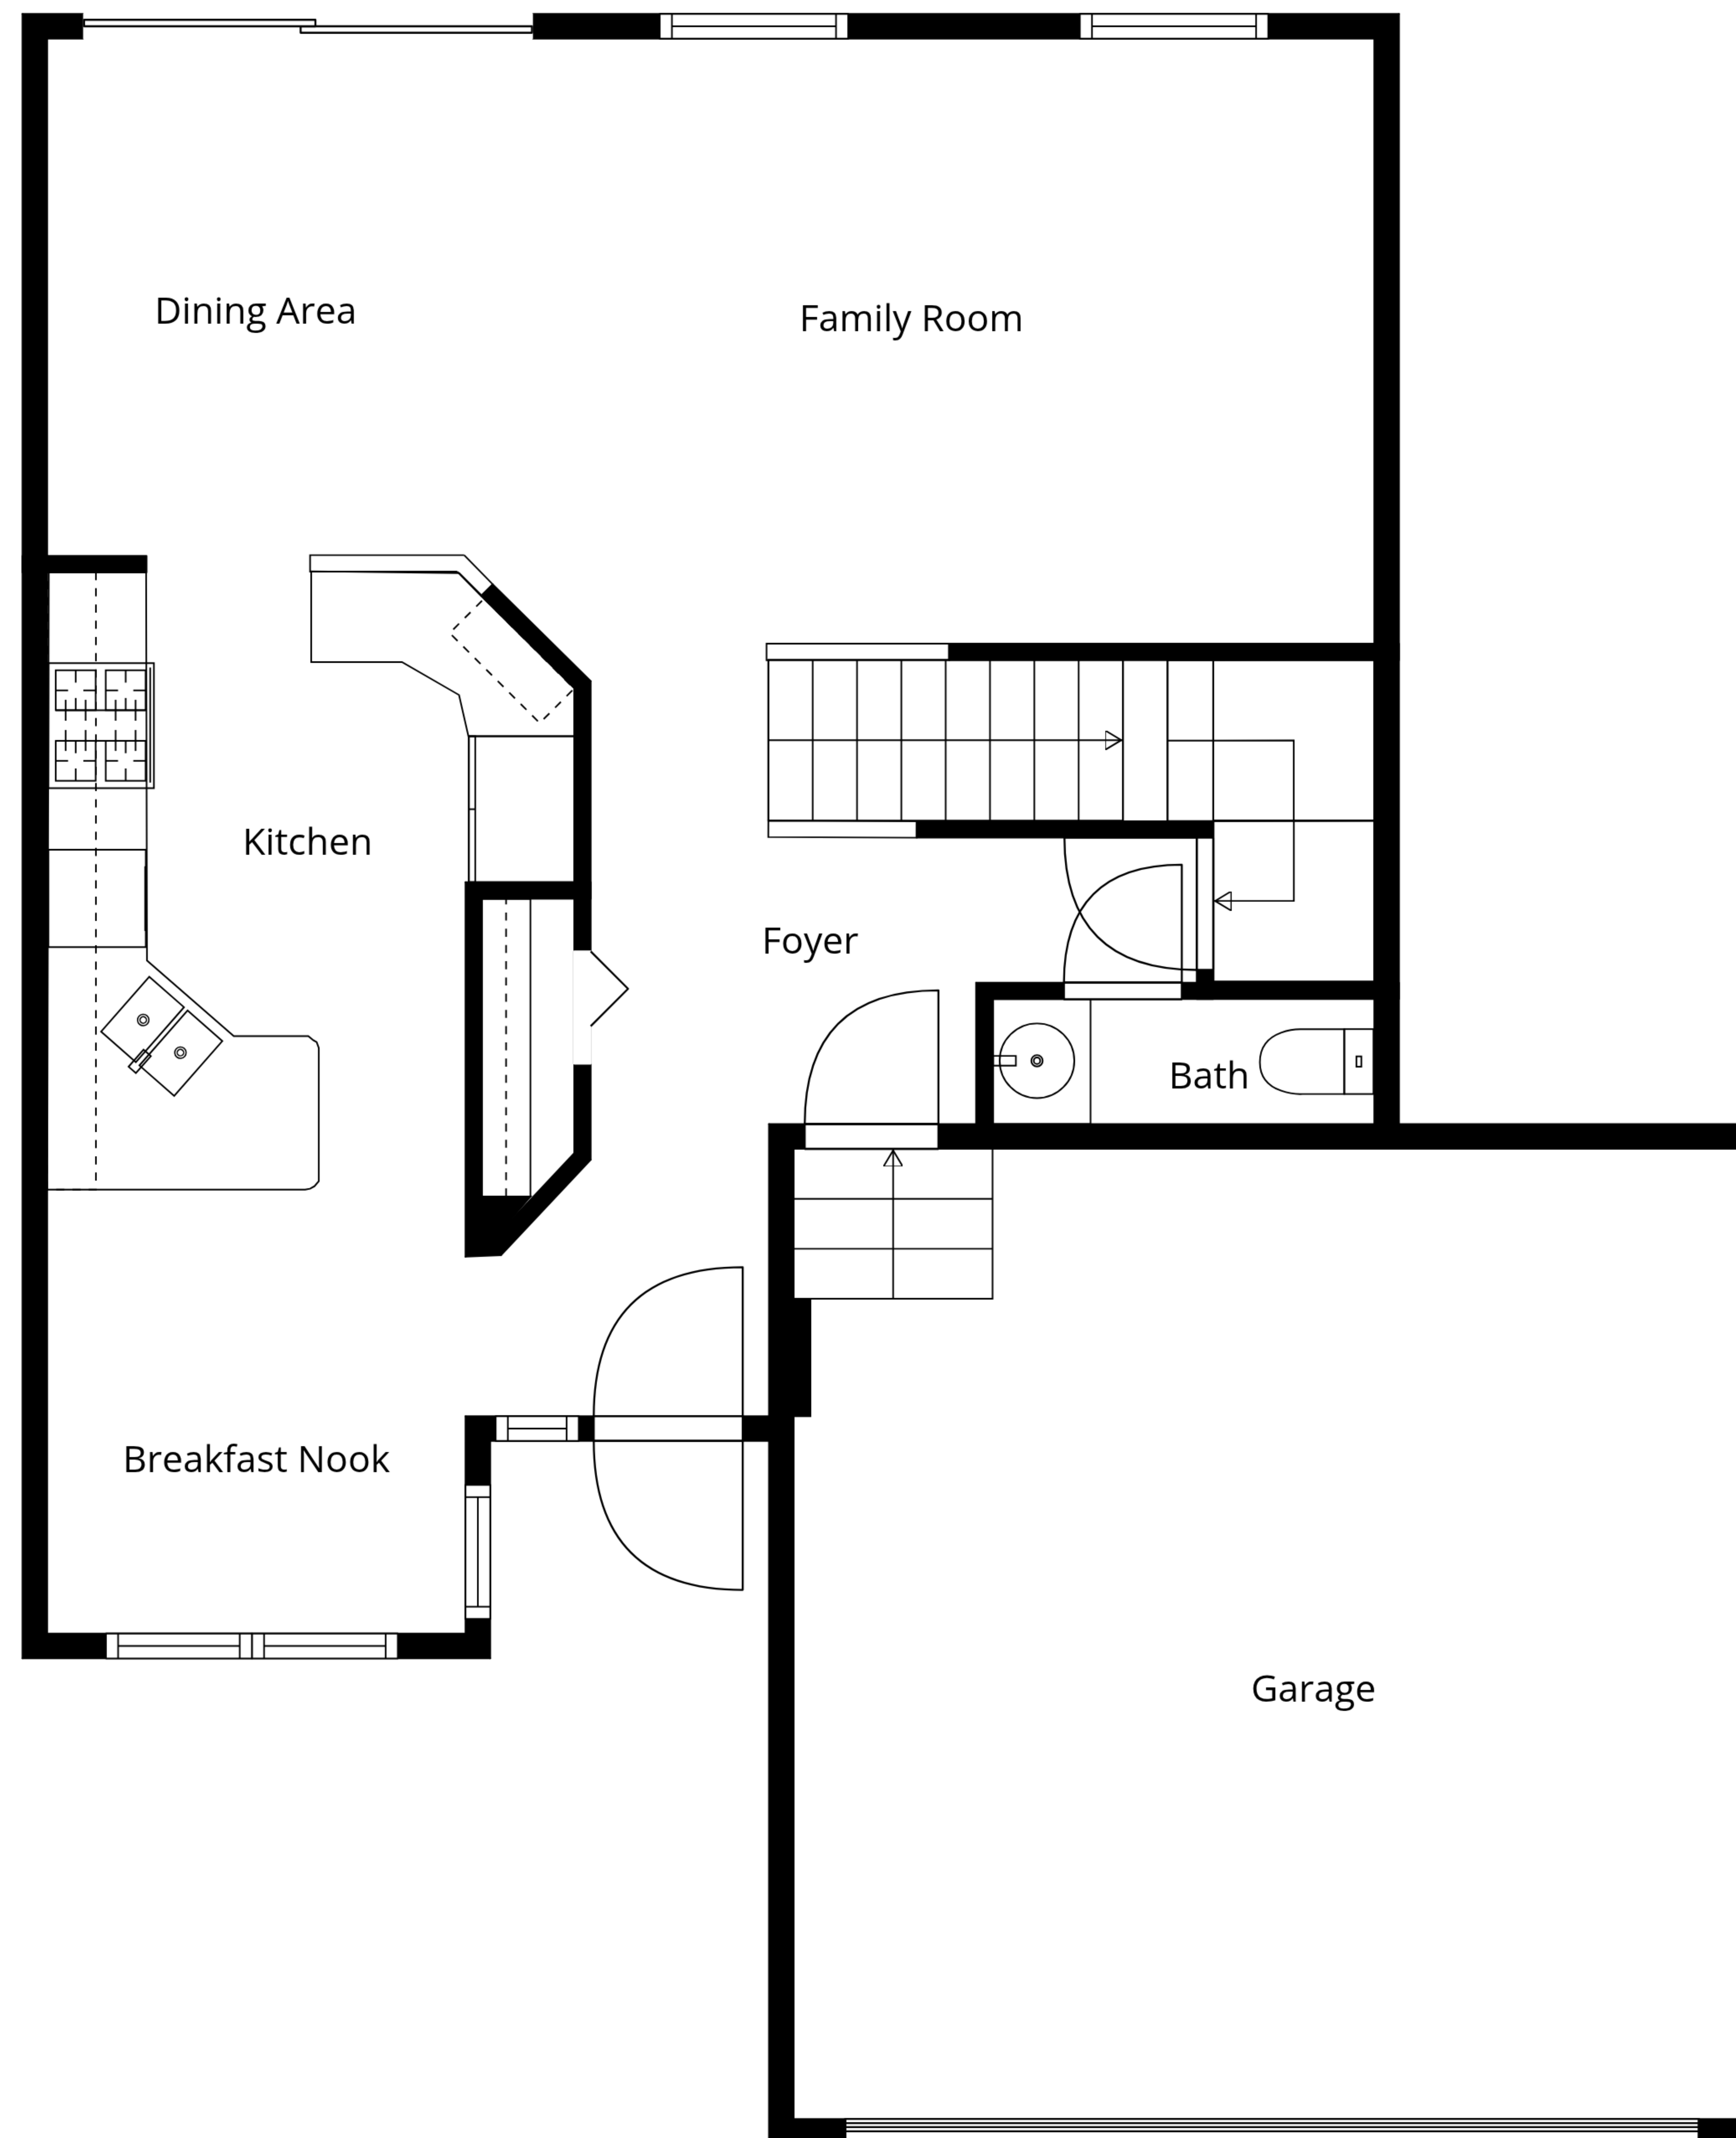 Dining Area
Family Room
Kitchen
Foyer
Bath
Breakfast Nook
Garage